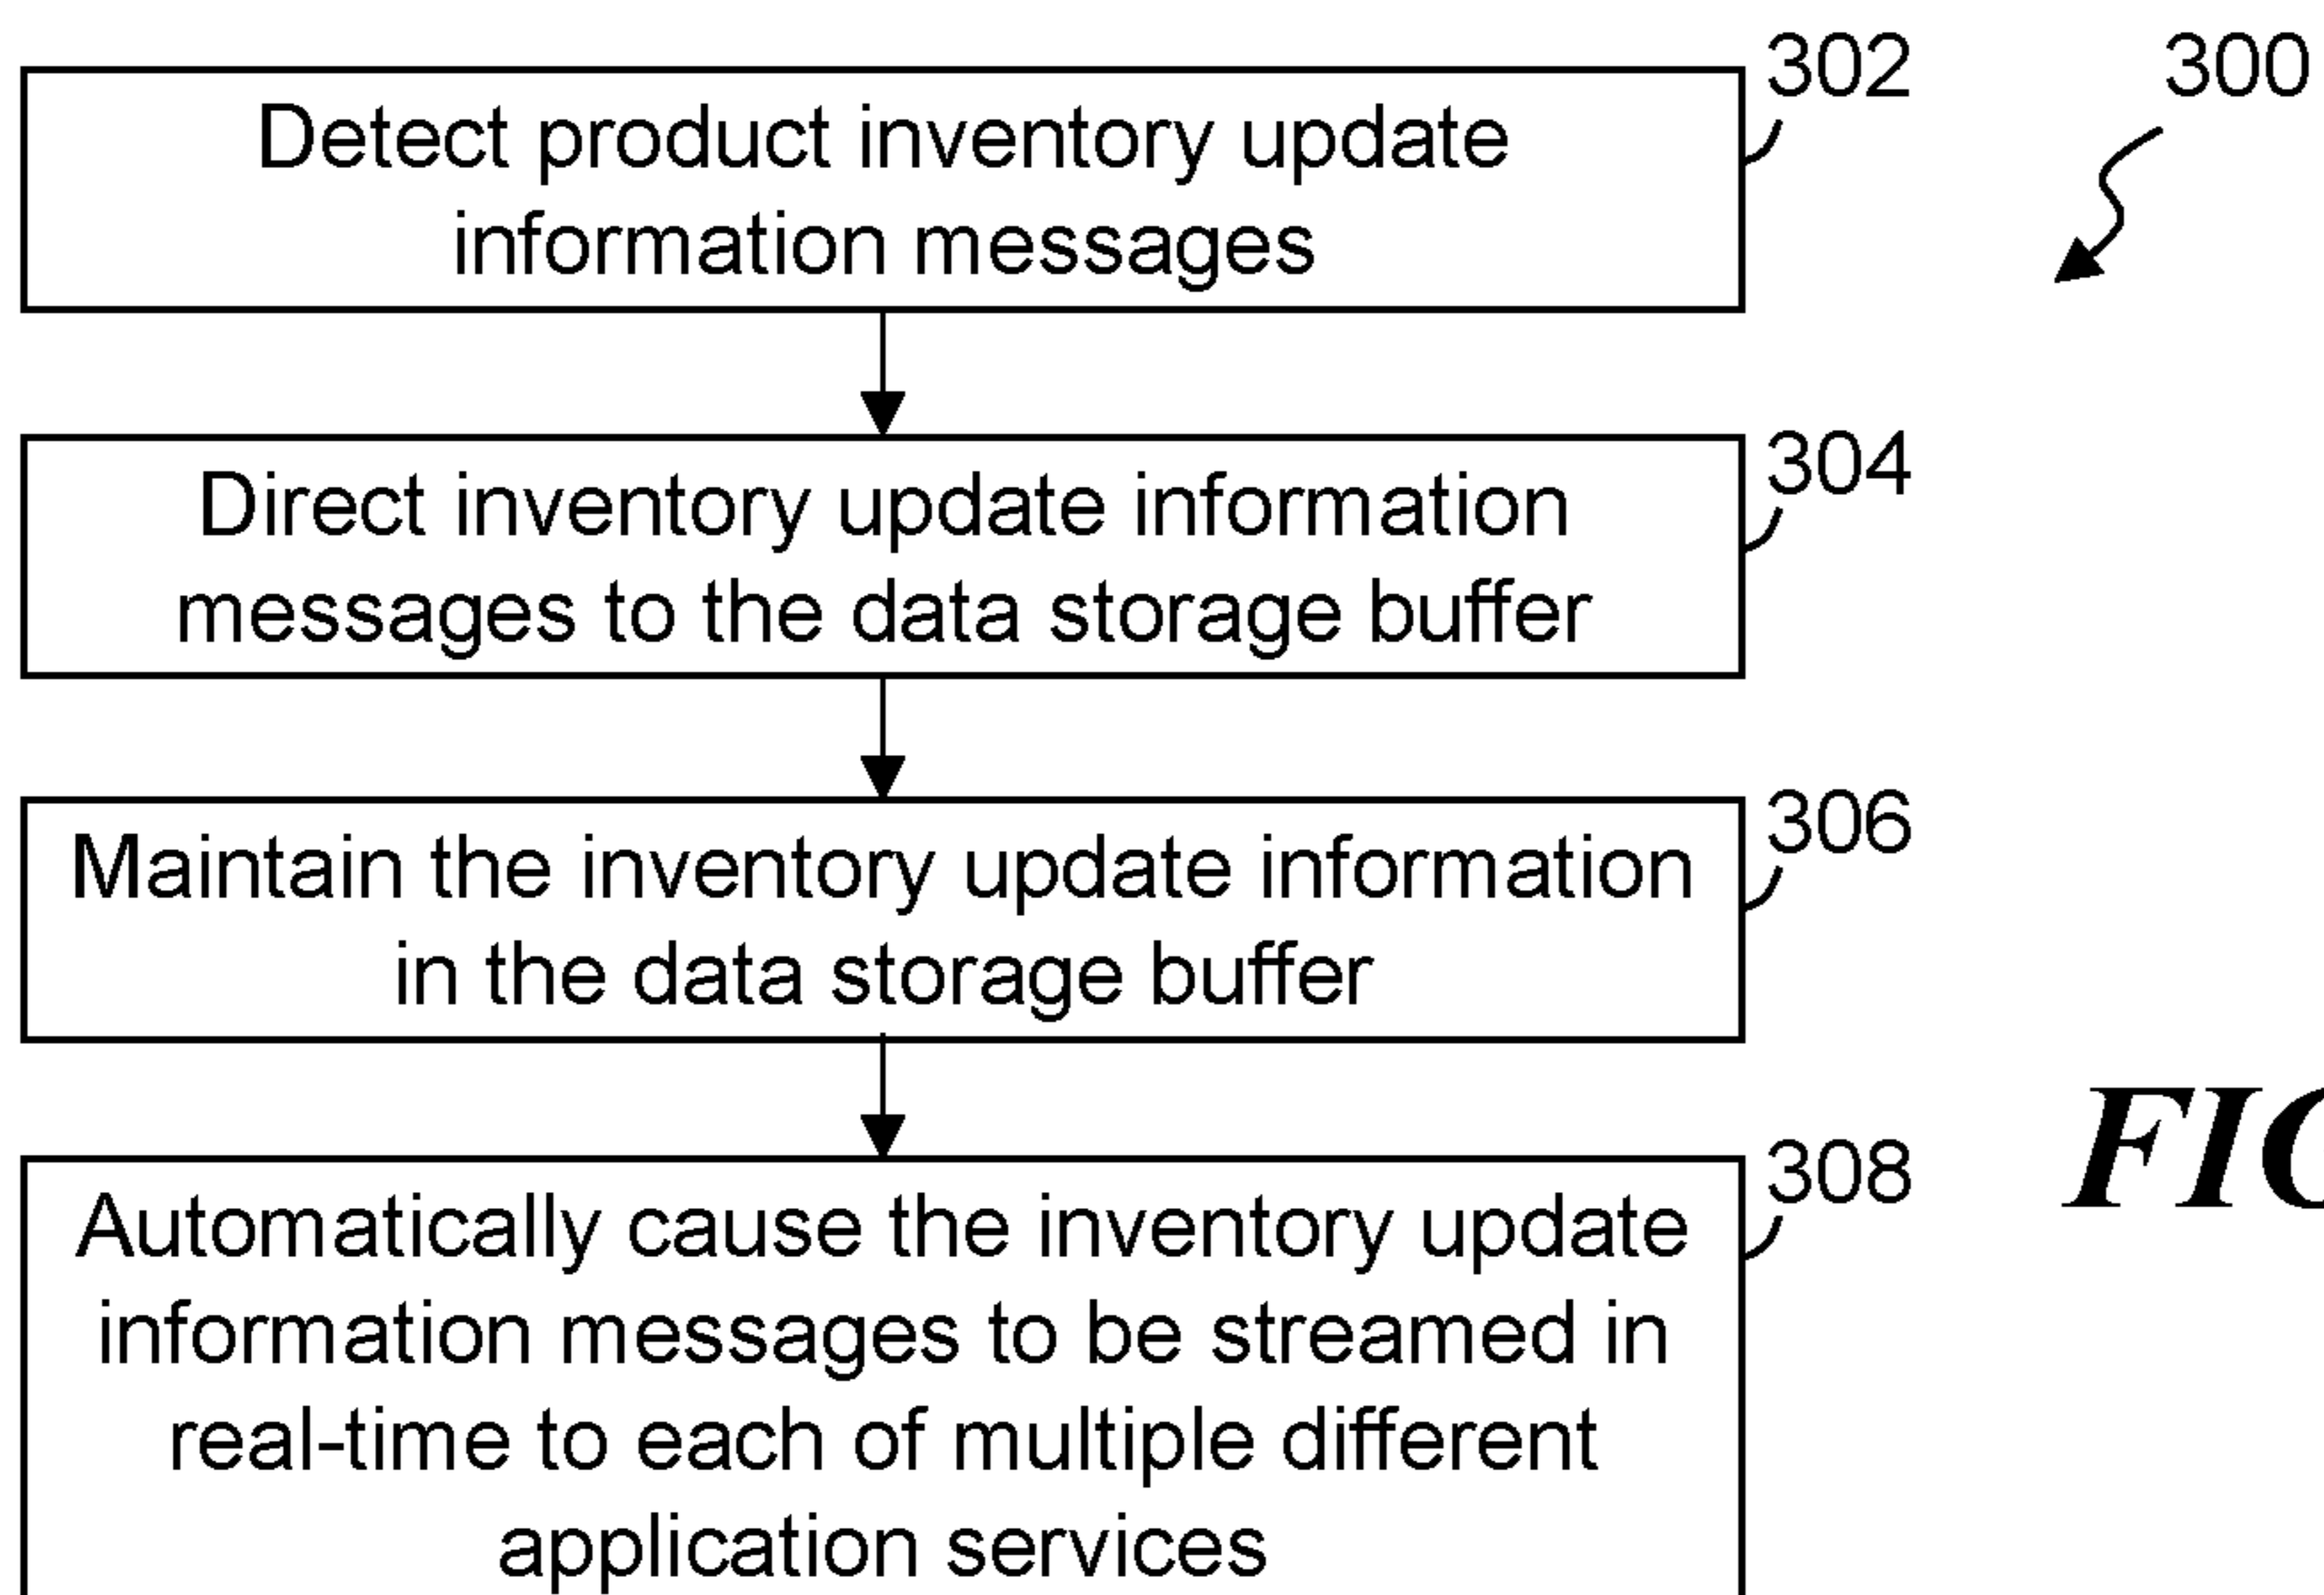 302
300
Detect product inventory update
information messages
304
Direct inventory update information
messages to the data storage buffer
306
Maintain the inventory update information
in the data storage buffer
308
Automatically cause the inventory update
information messages to be streamed in
real-time to each of multiple different
application services